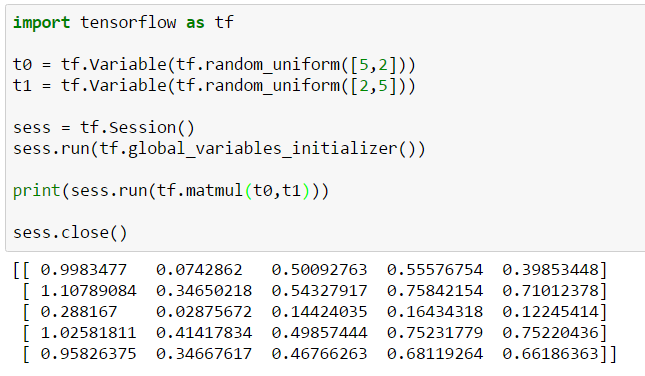 import tensorflow as tf
t0 = tf.Variable(tf.random_uniform([5,2]))
t1 = tf.Variable(tf.random_uniform([2,5]))
sess = tf.Session()
sess.run(tf.global_variables_initializer())
print(sess.run(tf.matmul(t0,t1)))
sess.close()
[[ 0.9983477   0.0742862   0.50092763  0.55576754  0.39853448]
 [ 1.10789084  0.34650218  0.54327917  0.75842154  0.71012378]
 [ 0.288167    0.02875672  0.14424035  0.16434318  0.12245414]
 [ 1.02581811  0.41417834  0.49857444  0.75231779  0.75220436]
 [ 0.95826375  0.34667617  0.46766263  0.68119264  0.66186363]]